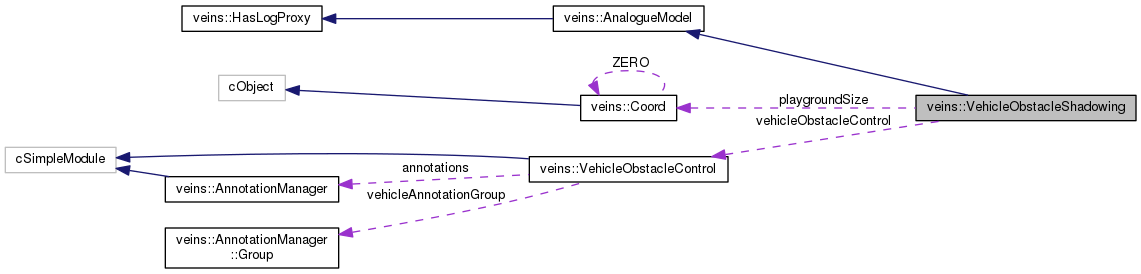 veins::HasLogProxy
veins::AnalogueModel
ZERO
cObject
veins::Coord
playgroundSize
veins::VehicleObstacleShadowing
vehicleObstacleControl
cSimpleModule
annotations
veins::VehicleObstacleControl
veins::AnnotationManager
vehicleAnnotationGroup
veins::AnnotationManager
::Group